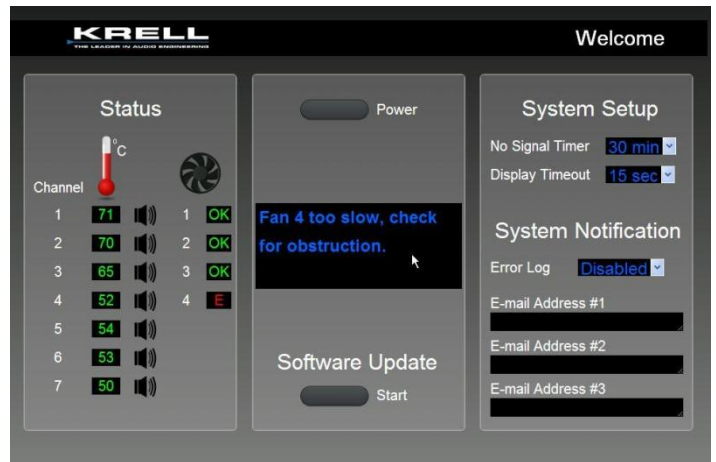 KRELL
THE LEADER IN AUDIO ENGINEERING
Welcome
Status
°C
Channel
1 71 1 OK
2 70 2 OK
3 65 3 OK
4 52 4 E
5 54
6 53
7 50
Power
Fan 4 too slow, check
for obstruction.
Software Update
Start
System Setup
No Signal Timer 30 min
Display Timeout 15 sec
System Notification
Error Log Disabled
E-mail Address #1
E-mail Address #2
E-mail Address #3